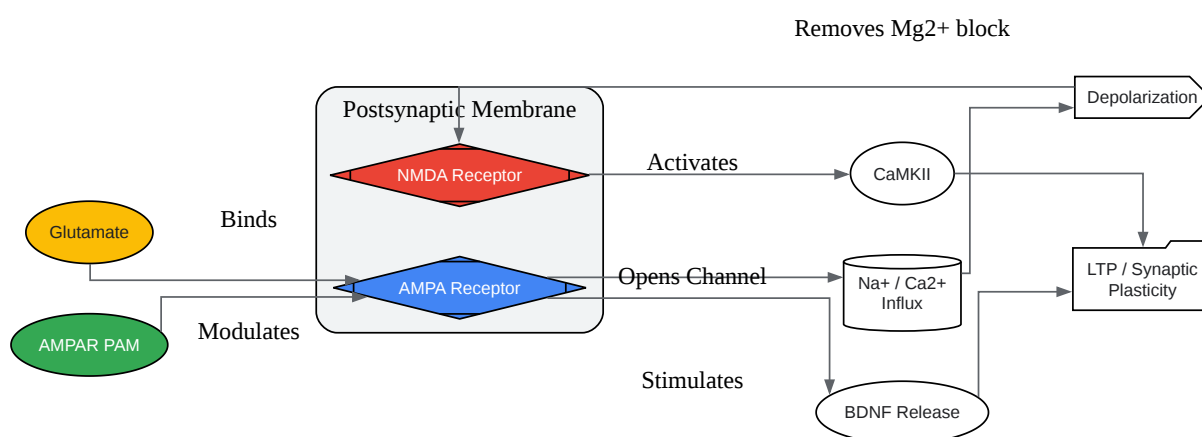 Removes Mg2+ block
Depolarization
Postsynaptic Membrane
NMDA Receptor
Activates
CaMKII
Binds
Glutamate
AMPA Receptor
Opens Channel
Na+ / Ca2+
Influx
LTP / Synaptic
Plasticity
Modulates
AMPAR PAM
Stimulates
BDNF Release